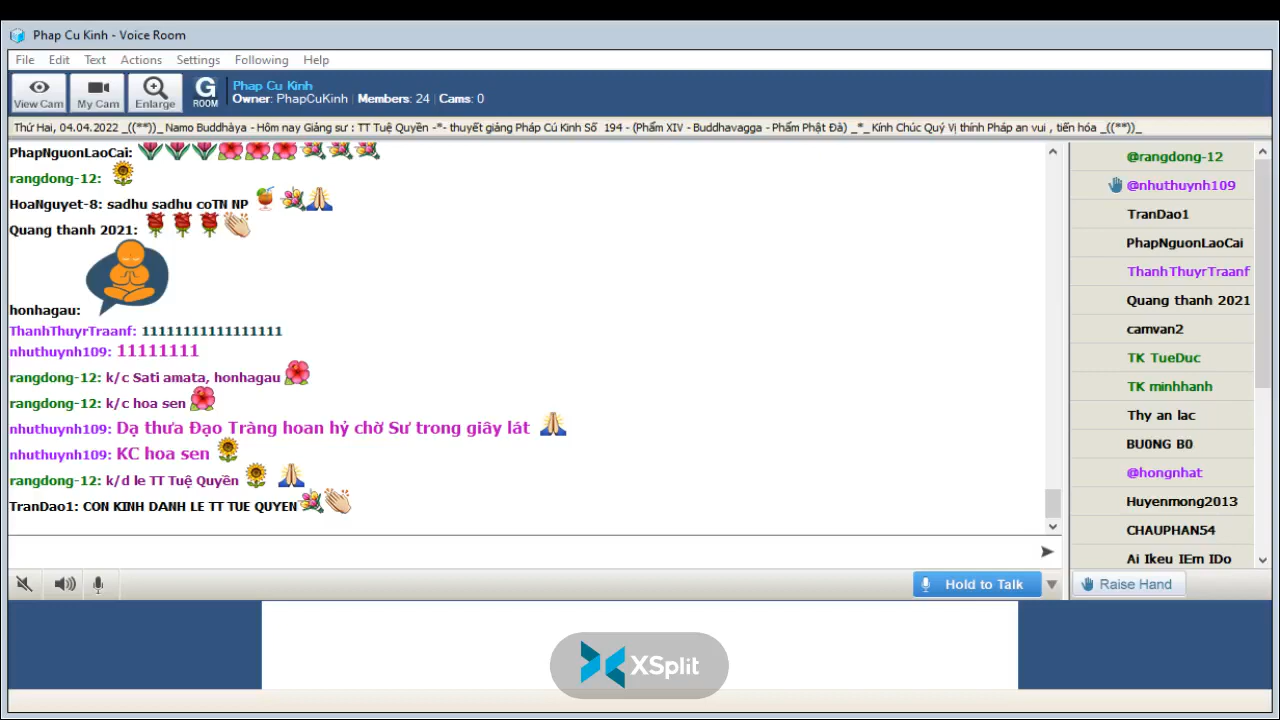 Phap Cu Kinh - Voice Room
File Edit Text Actions Settings Following Help
View Cam
My Cam
Enlarge
G ROOM
Phap Cu Kinh
Owner: PhapCuKinh | Members: 24 | Cams: 0
Thứ Hai, 04.04.2022 _((**))_ Namo Buddhàya - Hôm nay Giảng sư : TT Tuệ Quyền -*- thuyết giảng Pháp Cú Kinh Số 194 - (Phẩm XIV - Buddhavagga - Phẩm Phật Đà) _*_ Kính Chúc Quý Vị thính Pháp an vui , tiến hóa _((**))_
PhapNguonLaoCai:
rangdong-12:
HoaNguyet-8: sadhu sadhu coTN NP
Quang thanh 2021:
honhagau:
ThanhThuyrTraanf: 11111111111111111
nhuthuynh109: 11111111
rangdong-12: k/c Sati amata, honhagau
rangdong-12: k/c hoa sen
nhuthuynh109: Dạ thưa Đạo Tràng hoan hỷ chờ Sư trong giây lát
nhuthuynh109: KC hoa sen
rangdong-12: k/d le TT Tuệ Quyền
TranDao1: CON KINH DANH LE TT TUE QUYEN
@rangdong-12
@nhuthuynh109
TranDao1
PhapNguonLaoCai
ThanhThuyrTraanf
Quang thanh 2021
camvan2
TK TueDuc
TK minhhanh
Thy an lac
BU0NG B0
@hongnhat
Huyenmong2013
CHAUPHAN54
Ai Ikeu IEm IDo
Hold to Talk
Raise Hand
XSplit